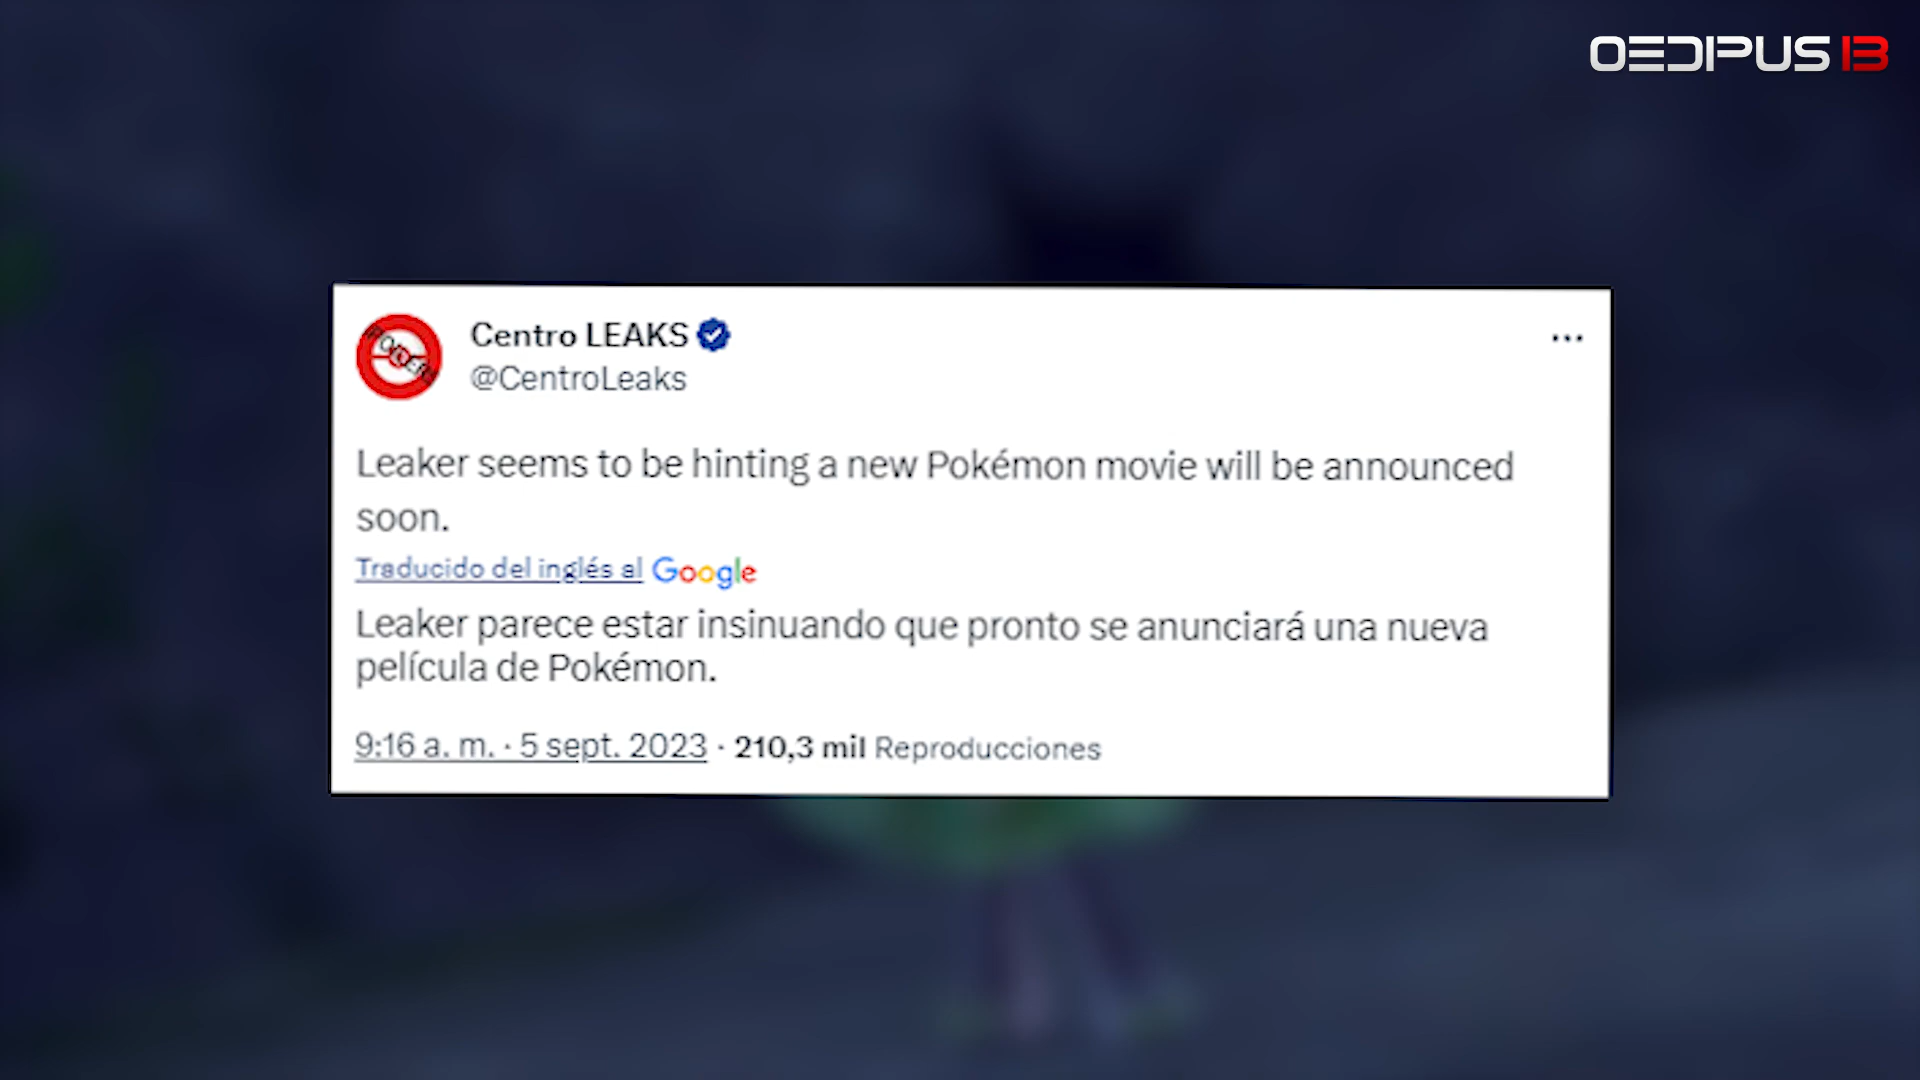 OEDIPUS 13
Centro LEAKS
@CentroLeaks
Leaker seems to be hinting a new Pokémon movie will be announced
soon.
Traducido del inglés al Google
Leaker parece estar insinuando que pronto se anunciará una nueva
película de Pokémon.
9:16 a. m. · 5 sept. 2023 · 210,3 mil Reproducciones